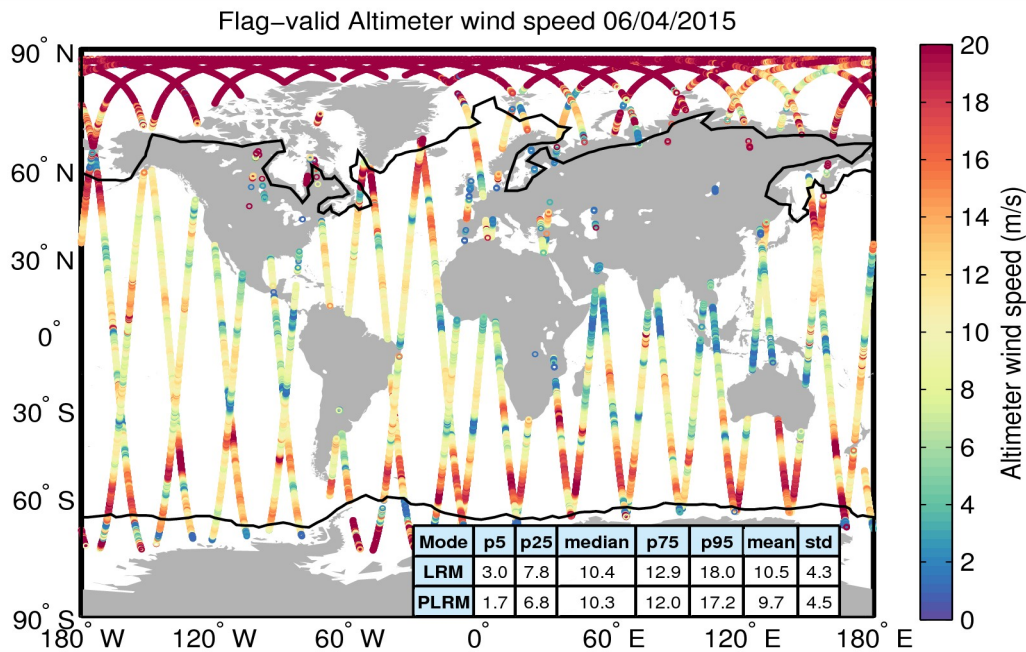 Flag−valid Altimeter wind speed 06/04/2015
90° N
60° N
30° N
0°
30° S
60° S
90° S
180° W
120° W
60° W
0°
60° E
120° E
180° E
Mode p5 p25 median p75 p95 mean std
LRM 3.0 7.8 10.4 12.9 18.0 10.5 4.3
PLRM 1.7 6.8 10.3 12.0 17.2 9.7 4.5
20
18
16
14
12
10
8
6
4
2
0
Altimeter wind speed (m/s)